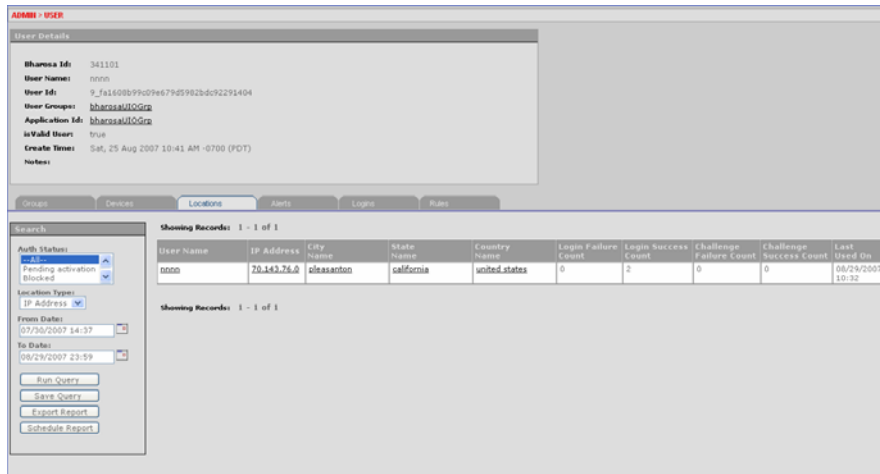 ADMIN > USER
User Details
Bharosa Id: 341101
User Name: nnnn
User Id: 9_fa1608b99c09e679d5982bdc92291404
User Groups: bharosaUIOGrp
Application Id: bharosaUIOGrp
isValid User: true
Create Time: Sat, 25 Aug 2007 10:41 AM -0700 (PDT)
Notes:
Groups Devices Locations Alerts Logins Rules
Search
Auth Status:
--All--
Pending activation
Blocked
Location Type:
IP Address
From Date:
07/30/2007 14:37
To Date:
08/29/2007 23:59
Run Query
Save Query
Export Report
Schedule Report
Showing Records: 1 - 1 of 1
User Name IP Address City Name State Name Country Name Login Failure Count Login Success Count Challenge Failure Count Challenge Success Count Last Used On
nnnn 70.143.76.0 pleasanton california united states 0 2 0 0 08/29/2007 10:32
Showing Records: 1 - 1 of 1